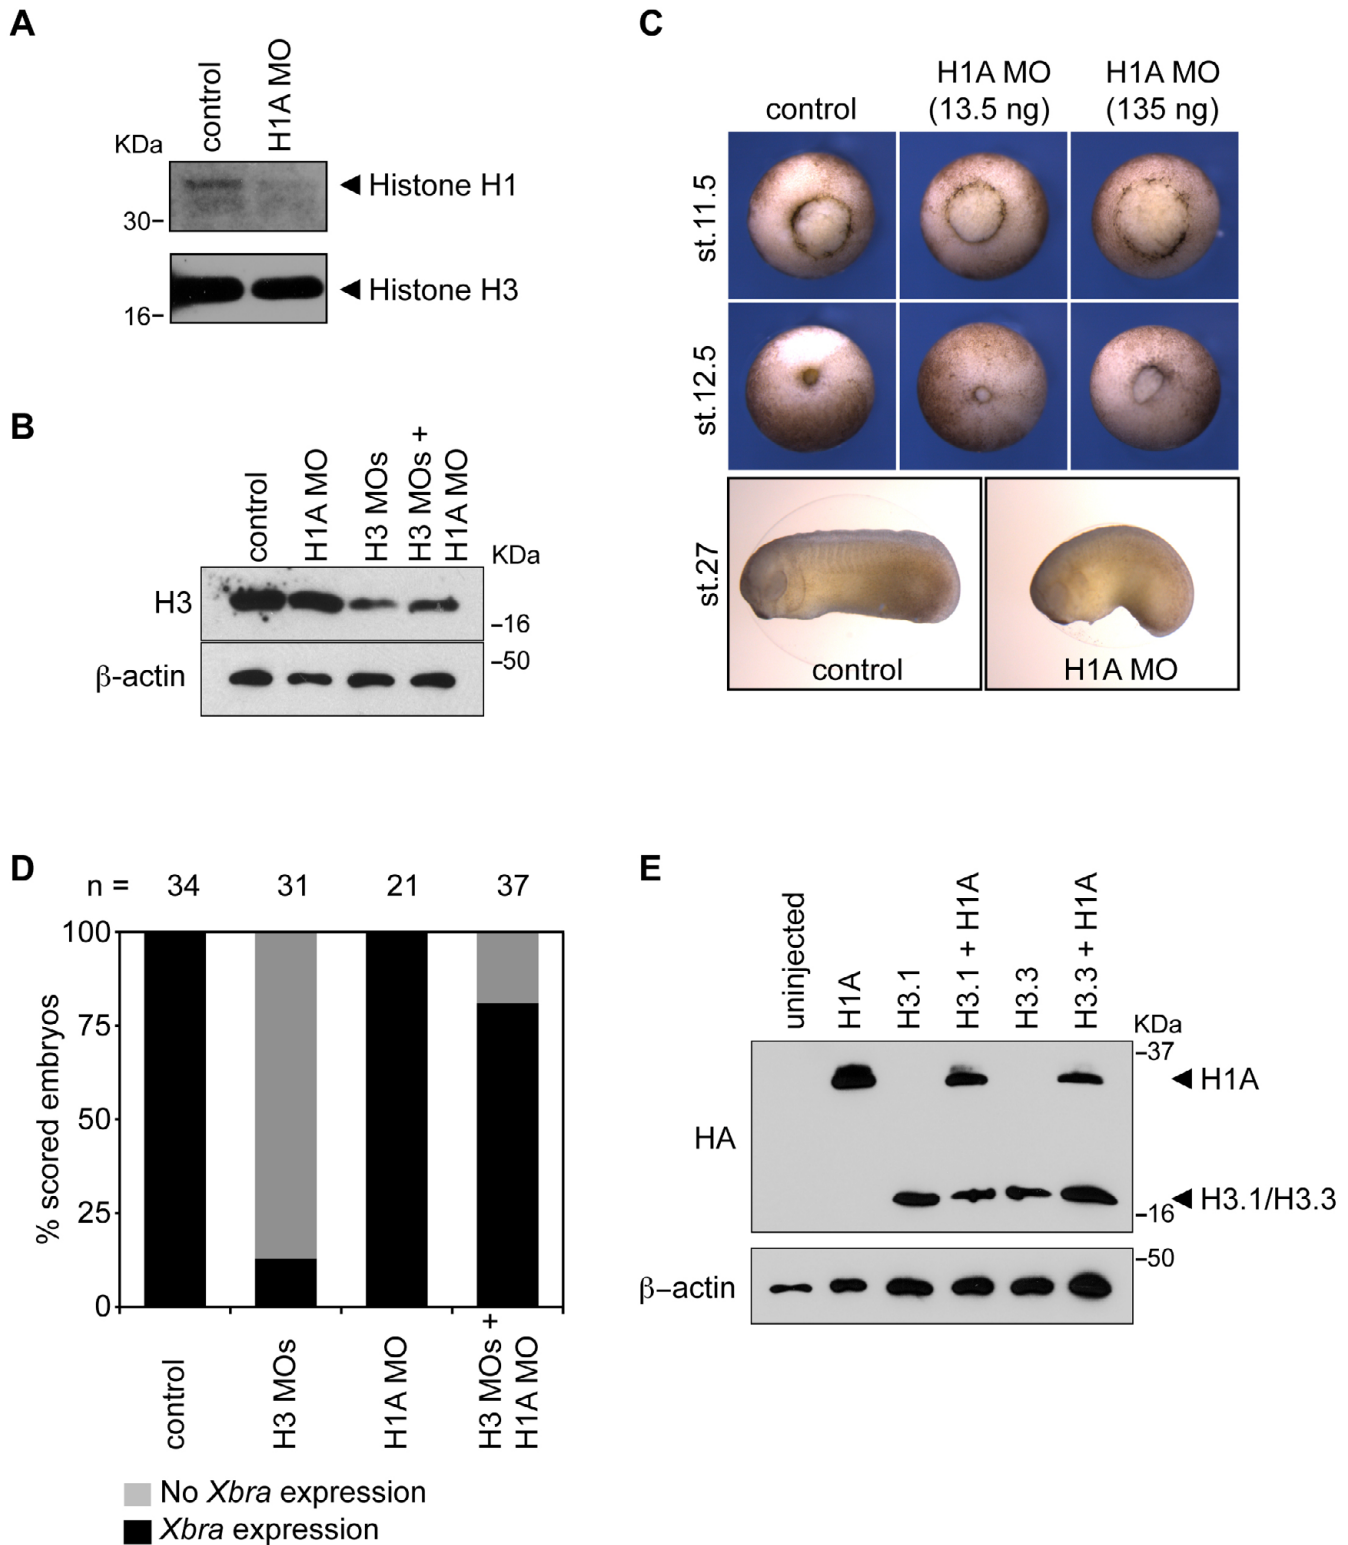 A
control
H1A MO
KDa
Histone H1
30–
Histone H3
16–
B
control
H1A MO
H3 MOs
H3 MOs +
H1A MO
KDa
H3
–16
–50
β-actin
C
control
H1A MO
(13.5 ng)
H1A MO
(135 ng)
st.11.5
st.12.5
st.27
control
H1A MO
D
n = 34 31 21 37
100
75
50
25
0
% scored embryos
control
H3 MOs
H1A MO
H3 MOs +
H1A MO
No Xbra expression
Xbra expression
E
uninjected
H1A
H3.1
H3.1 + H1A
H3.3
H3.3 + H1A
KDa
–37
H1A
HA
H3.1/H3.3
–16
–50
β–actin